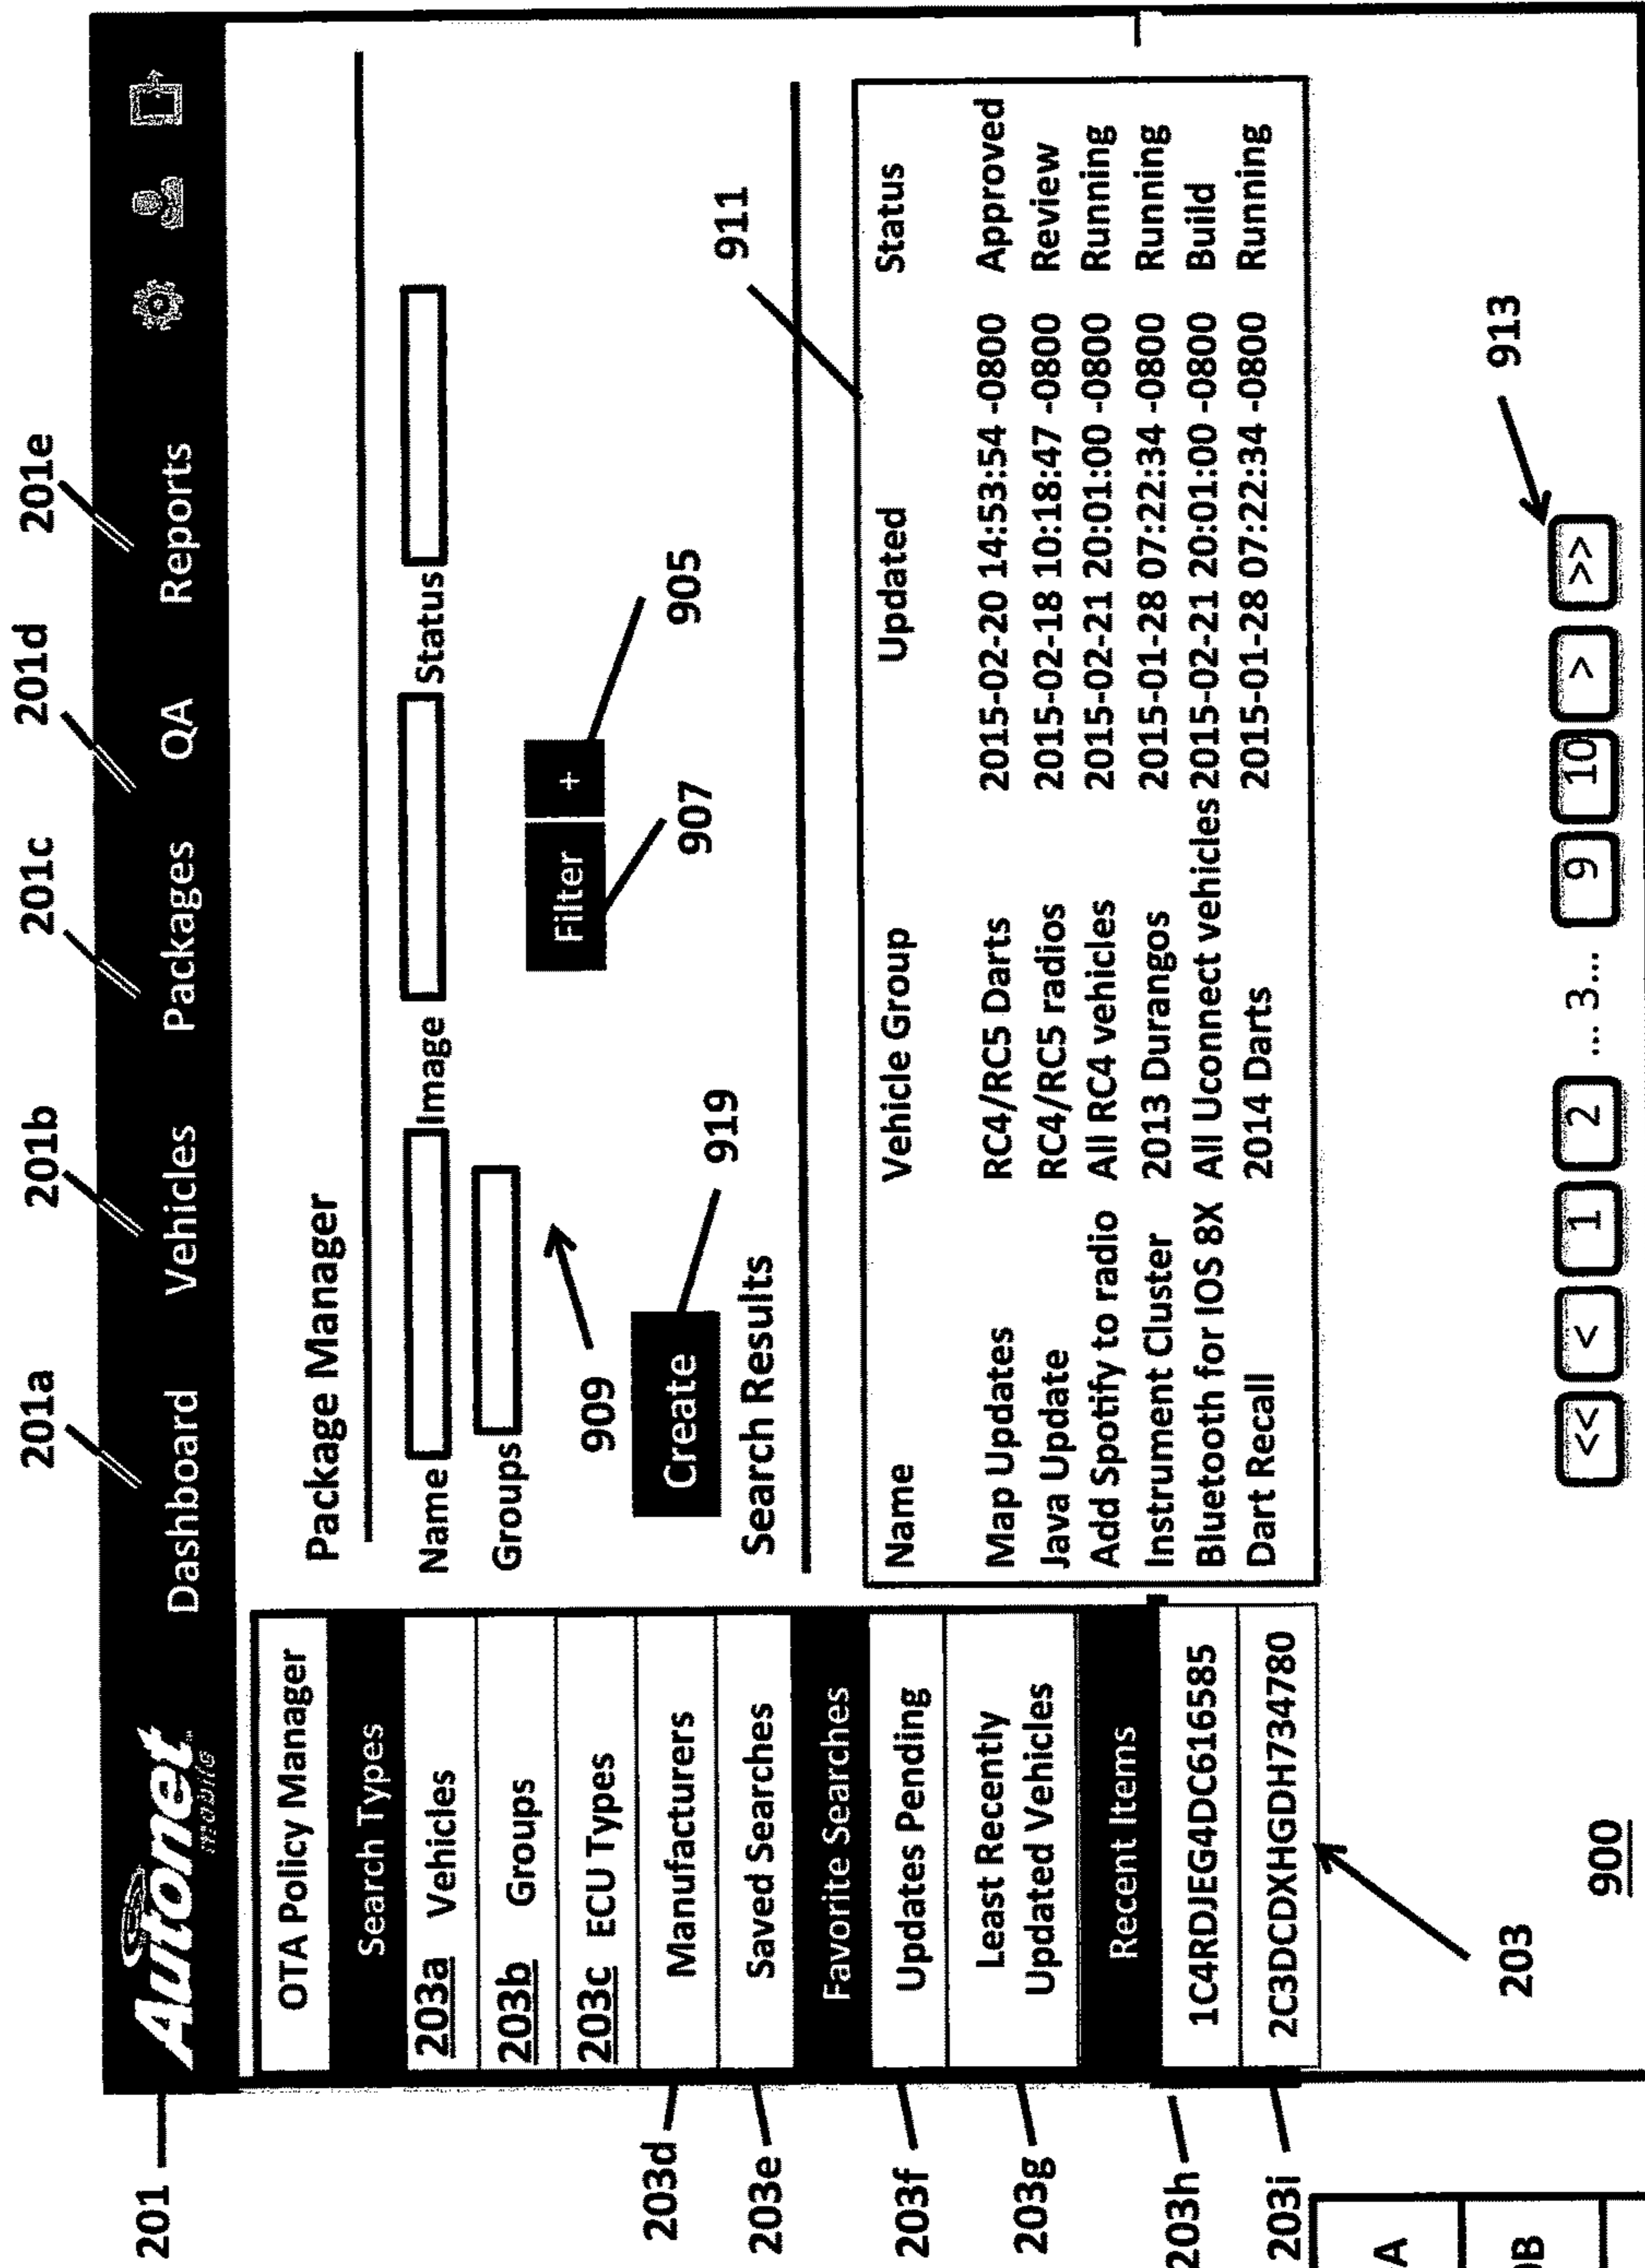 201a 201b 201c 201d 201e
201
Autonet mobile Dashboard Vehicles Packages QA Reports
OTA Policy Manager
Search Types
203a Vehicles
203b Groups
203c ECU Types
203d Manufacturers
203e Saved Searches
Favorite Searches
203f Updates Pending
203g Least Recently
Updated Vehicles
Recent Items
203h 1C4RDJEG4DC616585
203i 2C3DCDXHGDH734780
203
Package Manager
Name Image Status
Groups
909
Filter +
907 905
Create 919
Search Results
911
Name Vehicle Group Updated Status
Map Updates RC4/RC5 Darts 2015-02-20 14:53:54 -0800 Approved
Java Update RC4/RC5 radios 2015-02-18 10:18:47 -0800 Review
Add Spotify to radio All RC4 vehicles 2015-02-21 20:01:00 -0800 Running
Instrument Cluster 2013 Durangos 2015-01-28 07:22:34 -0800 Running
Bluetooth for IOS 8X All Uconnect vehicles 2015-02-21 20:01:00 -0800 Build
Dart Recall 2014 Darts 2015-01-28 07:22:34 -0800 Running
913
<< < 1 2 ... 3... 9 10 > >>
900
A
0B